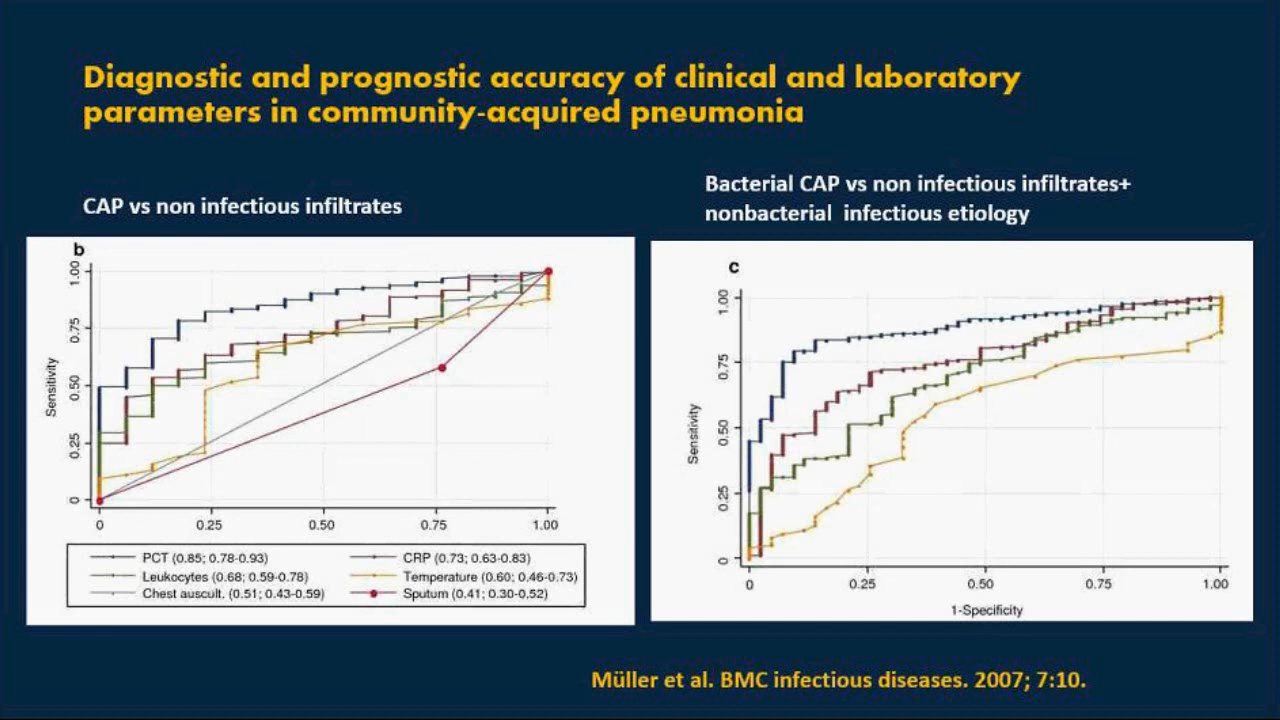 Diagnostic and prognostic accuracy of clinical and laboratory
parameters in community-acquired pneumonia
CAP vs non infectious infiltrates
Bacterial CAP vs non infectious infiltrates+
nonbacterial infectious etiology
b
1.00
0.75
0.50
0.25
0
Sensitivity
0 0.25 0.50 0.75 1.00
PCT (0.85; 0.78-0.93) CRP (0.73; 0.63-0.83)
Leukocytes (0.68; 0.59-0.78) Temperature (0.60; 0.46-0.73)
Chest auscult. (0.51; 0.43-0.59) Sputum (0.41; 0.30-0.52)
c
1.00
0.75
0.50
0.25
0
Sensitivity
0 0.25 0.50 0.75 1.00
1-Specificity
Müller et al. BMC infectious diseases. 2007; 7:10.